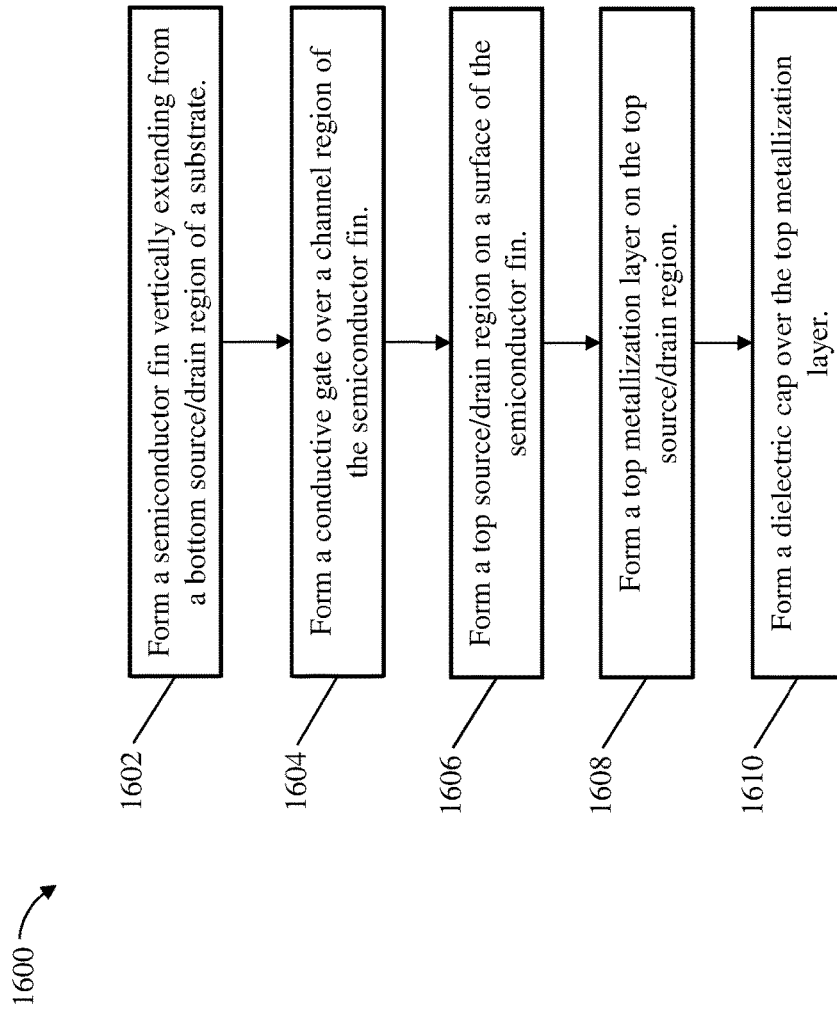 1600
1602
Form a semiconductor fin vertically extending from
a bottom source/drain region of a substrate.
1604
Form a conductive gate over a channel region of
the semiconductor fin.
1606
Form a top source/drain region on a surface of the
semiconductor fin.
1608
Form a top metallization layer on the top
source/drain region.
1610
Form a dielectric cap over the top metallization
layer.